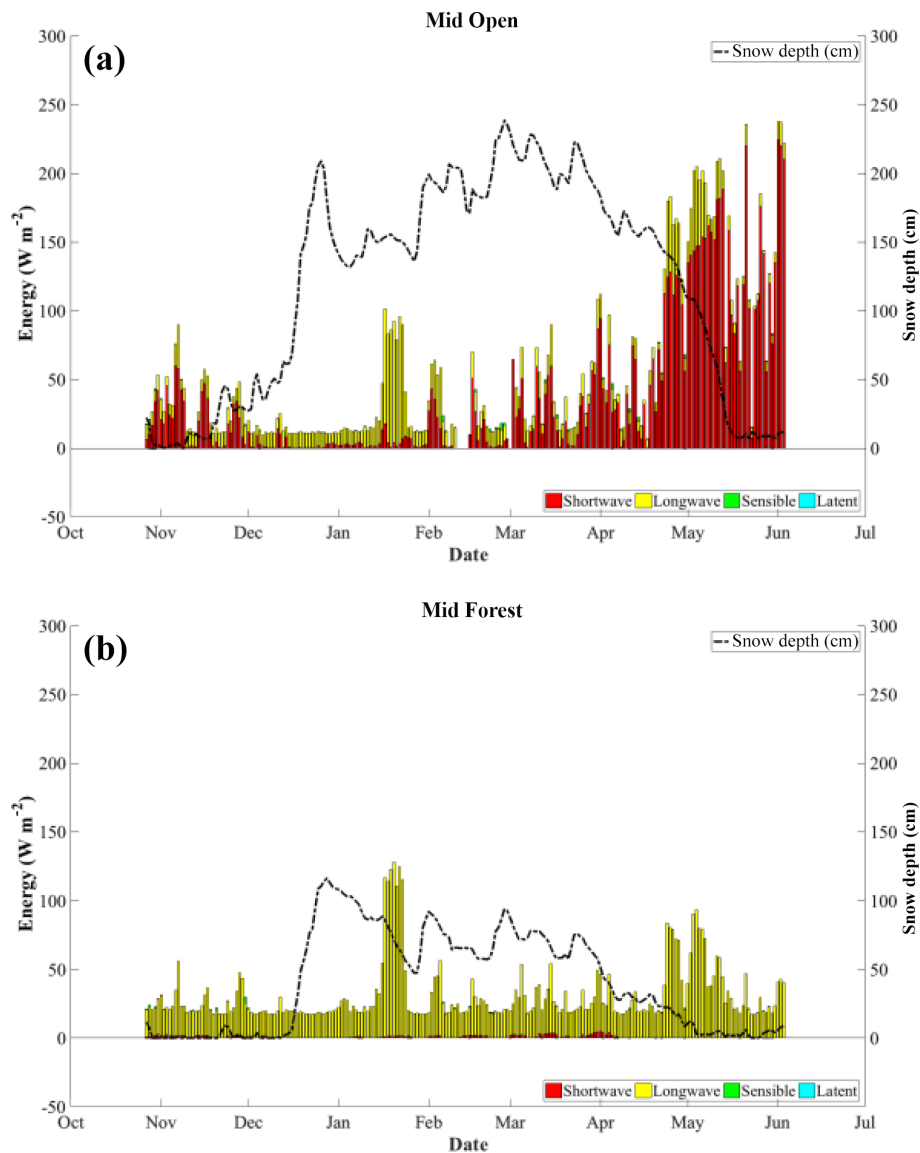 Mid Open
(a)
Snow depth (cm)
300
250
200
150
100
50
0
-50
Energy (W m-2)
300
250
200
150
100
50
0
Snow depth (cm)
Shortwave Longwave Sensible Latent
Oct Nov Dec Jan Feb Mar Apr May Jun Jul
Date
Mid Forest
(b)
Snow depth (cm)
300
250
200
150
100
50
0
-50
Energy (W m-2)
300
250
200
150
100
50
0
Snow depth (cm)
Shortwave Longwave Sensible Latent
Oct Nov Dec Jan Feb Mar Apr May Jun Jul
Date